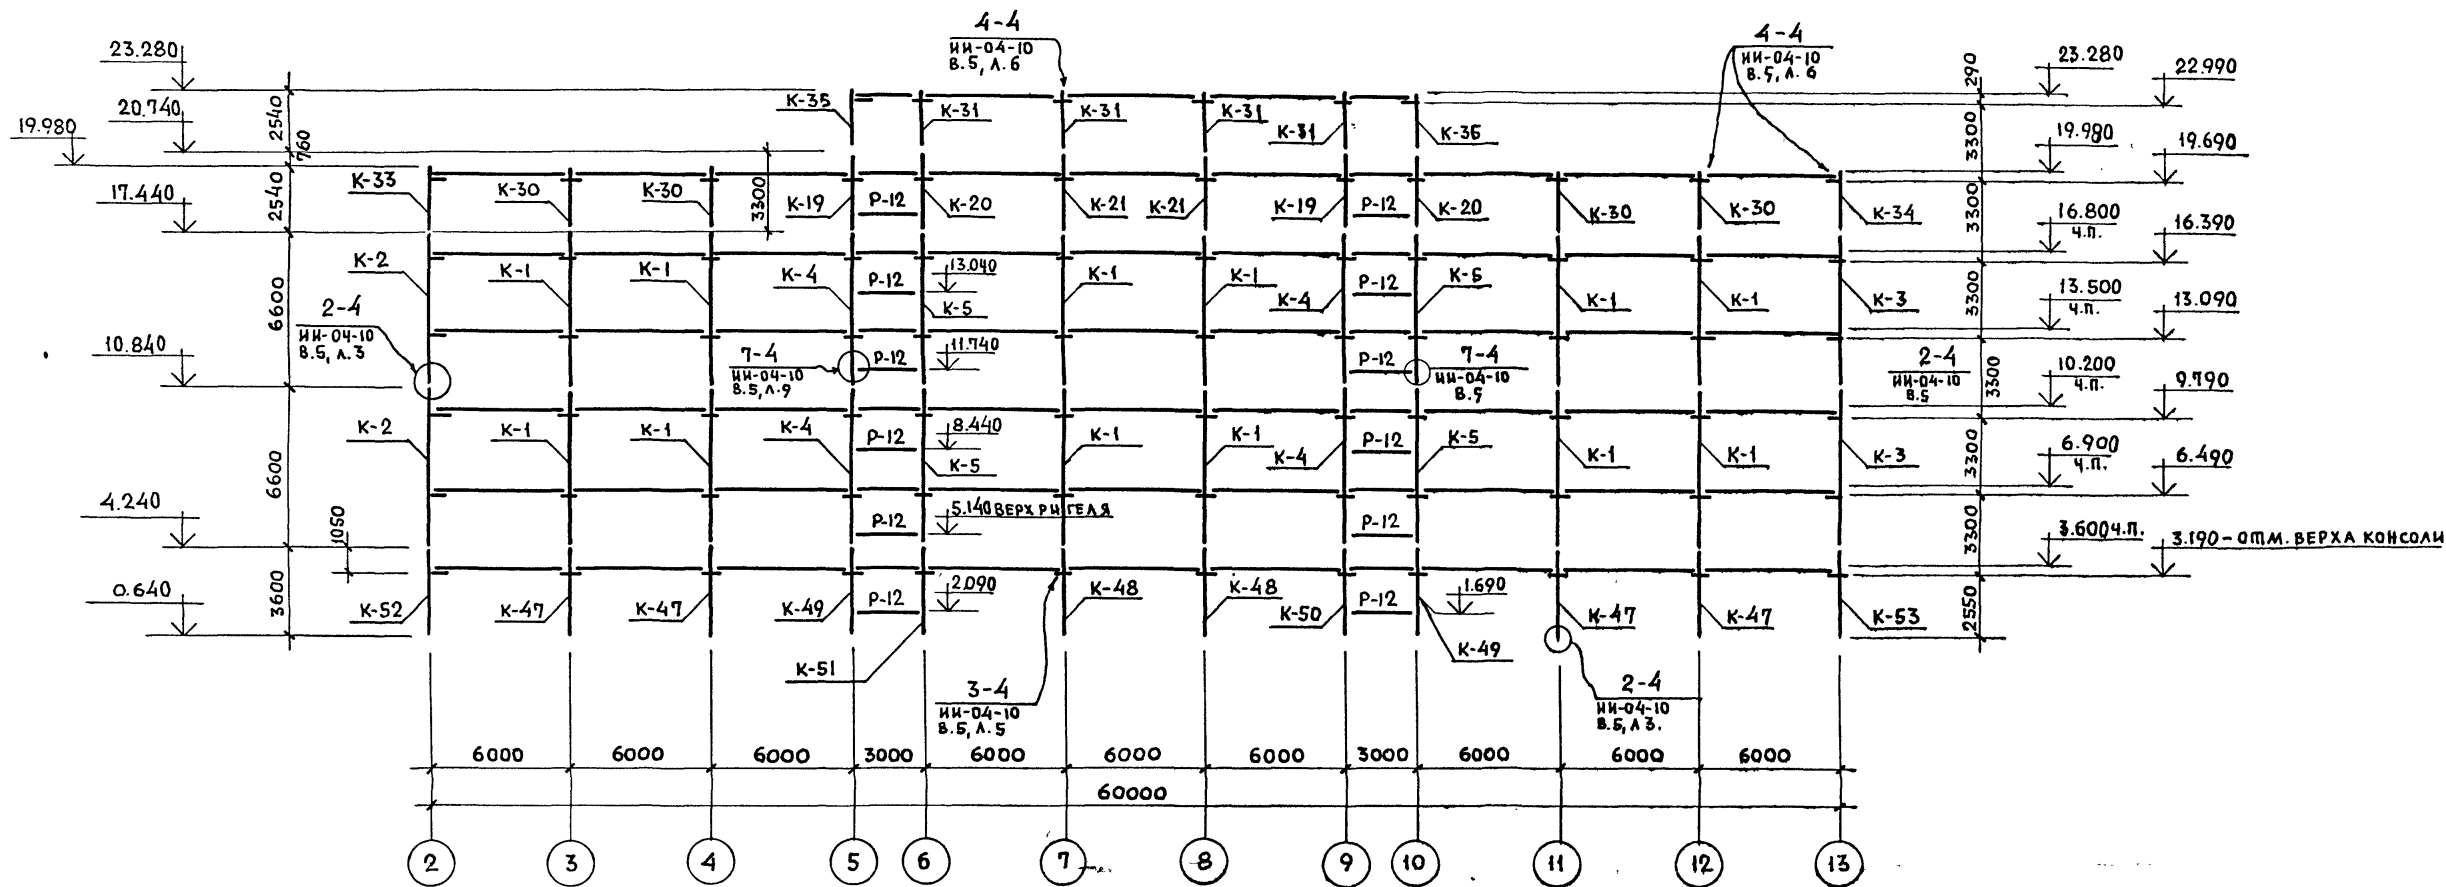 4-4
ИИ-04-10
В.5, Л.6
4-4
ИИ-04-10
В.5, Л.6
23.280
20.740
19.980
17.440
10.840
4.240
0.640
2540
760
2540
6600
6600
3600
1050
3300
23.280
22.990
19.980
19.690
16.800
Ч.П.
16.390
13.500
Ч.П.
13.090
10.200
Ч.П.
9.790
6.900
Ч.П.
6.490
3.600 Ч.П.
3.190 - ОТМ. ВЕРХА КОНСОЛИ
290
3300
3300
3300
3300
3300
3300
2550
К-35
К-31
К-31
К-31
К-31
К-36
К-33
К-30
К-30
К-19
Р-12
К-20
К-21
К-21
К-19
Р-12
К-20
К-30
К-30
К-34
К-2
К-1
К-1
К-4
Р-12
13.040
К-5
К-1
К-1
К-4
Р-12
К-5
К-1
К-1
К-3
2-4
ИИ-04-10
В.5, Л.3
7-4
ИИ-04-10
В.5, Л.9
Р-12
11.740
Р-12
7-4
ИИ-04-10
В.5
2-4
ИИ-04-10
В.5
К-2
К-1
К-1
К-4
Р-12
8.440
К-5
К-1
К-1
К-4
Р-12
К-5
К-1
К-1
К-3
Р-12
5.140 ВЕРХ РИГЕЛЯ
Р-12
К-52
К-47
К-47
К-49
Р-12
2.090
К-48
К-48
К-50
Р-12
1.690
К-47
К-47
К-53
К-51
К-49
3-4
ИИ-04-10
В.5, Л.5
2-4
ИИ-04-10
В.5, Л 3.
6000 6000 6000 3000 6000 6000 6000 3000 6000 6000 6000
60000
2 3 4 5 6 7 8 9 10 11 12 13